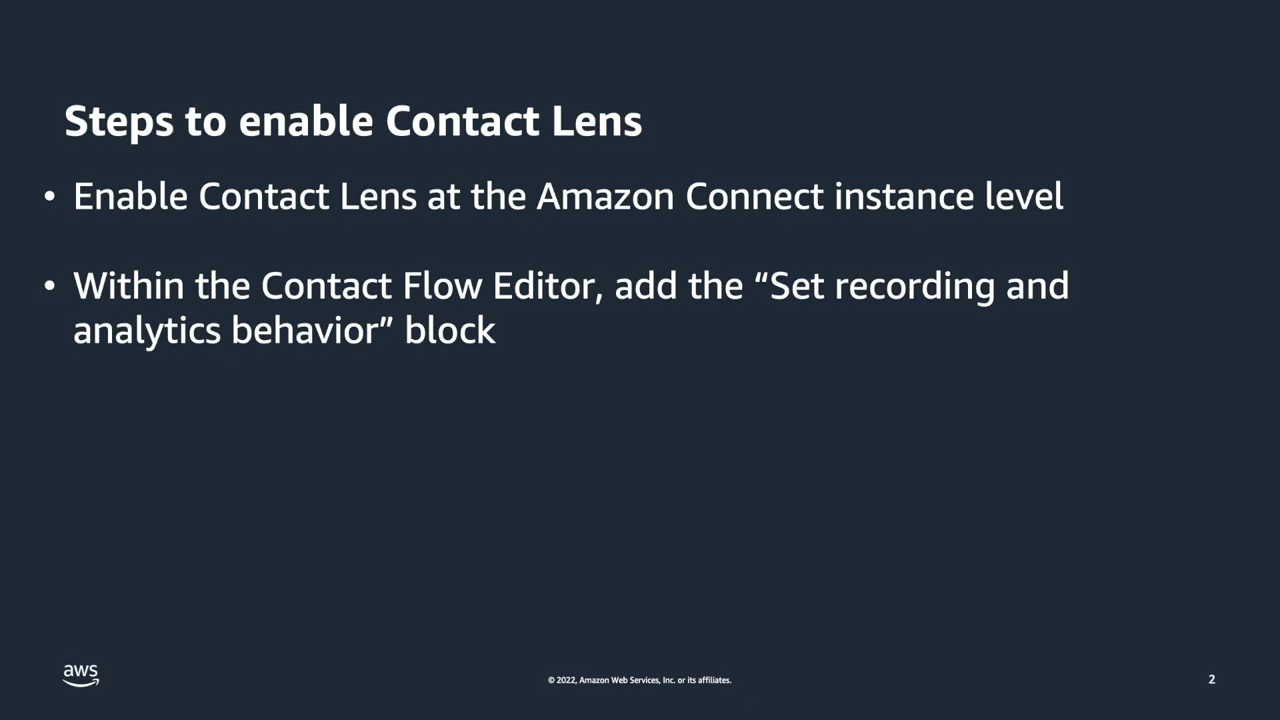 Steps to enable Contact Lens
• Enable Contact Lens at the Amazon Connect instance level
• Within the Contact Flow Editor, add the “Set recording and
analytics behavior” block
aws
© 2022, Amazon Web Services, Inc. or its affiliates.
2